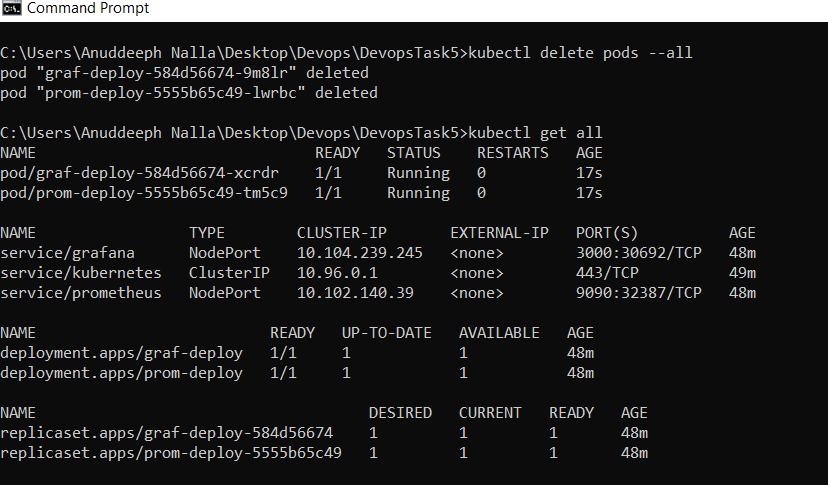 Command Prompt
C:\Users\Anuddeeph Nalla\Desktop\Devops\DevopsTask5>kubectl delete pods --all
pod "graf-deploy-584d56674-9m8lr" deleted
pod "prom-deploy-5555b65c49-lwrbc" deleted
C:\Users\Anuddeeph Nalla\Desktop\Devops\DevopsTask5>kubectl get all
NAME READY STATUS RESTARTS AGE
pod/graf-deploy-584d56674-xcrdr 1/1 Running 0 17s
pod/prom-deploy-5555b65c49-tm5c9 1/1 Running 0 17s
NAME TYPE CLUSTER-IP EXTERNAL-IP PORT(S) AGE
service/grafana NodePort 10.104.239.245 <none> 3000:30692/TCP 48m
service/kubernetes ClusterIP 10.96.0.1 <none> 443/TCP 49m
service/prometheus NodePort 10.102.140.39 <none> 9090:32387/TCP 48m
NAME READY UP-TO-DATE AVAILABLE AGE
deployment.apps/graf-deploy 1/1 1 1 48m
deployment.apps/prom-deploy 1/1 1 1 48m
NAME DESIRED CURRENT READY AGE
replicaset.apps/graf-deploy-584d56674 1 1 1 48m
replicaset.apps/prom-deploy-5555b65c49 1 1 1 48m